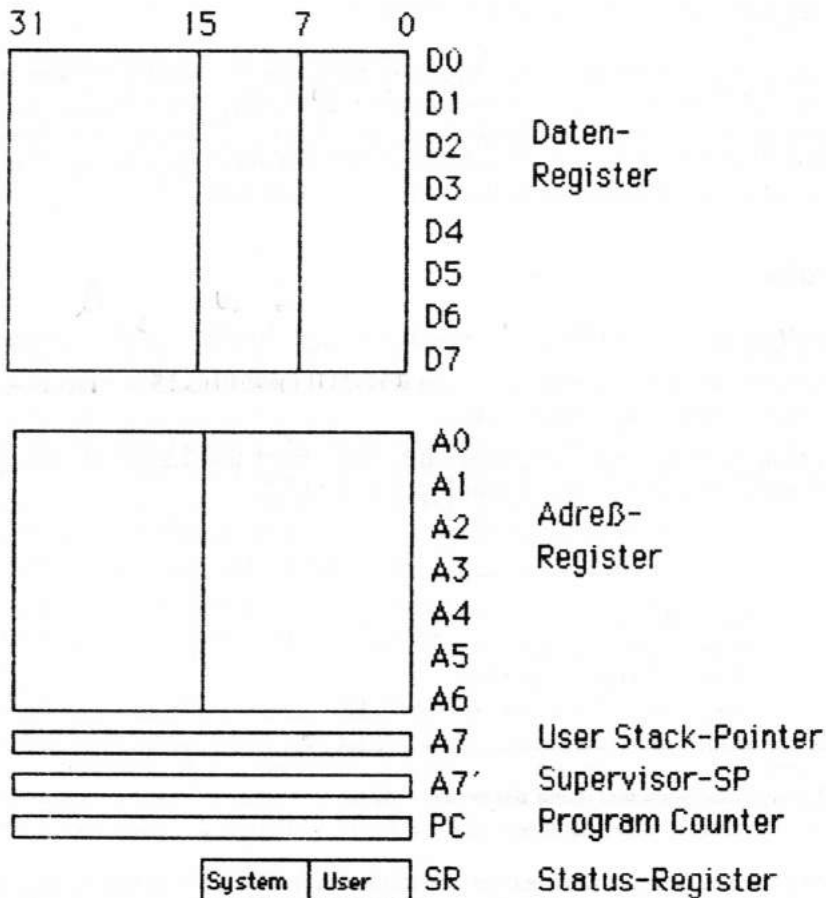 31 15 7 0
D0
D1
D2
D3
D4
D5
D6
D7
Daten-
Register
A0
A1
A2
A3
A4
A5
A6
Adreß-
Register
A7 User Stack-Pointer
A7´ Supervisor-SP
PC Program Counter
System User SR Status-Register